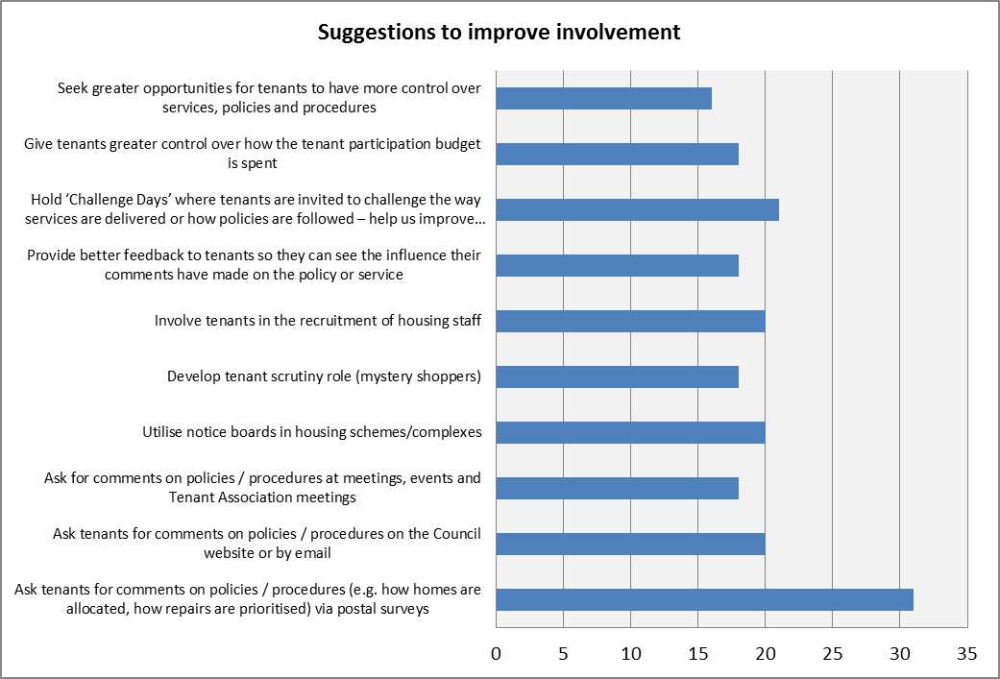 Suggestions to improve involvement
Seek greater opportunities for tenants to have more control over
services, policies and procedures
Give tenants greater control over how the tenant participation budget
is spent
Hold ‘Challenge Days’ where tenants are invited to challenge the way
services are delivered or how policies are followed – help us improve…
Provide better feedback to tenants so they can see the influence their
comments have made on the policy or service
Involve tenants in the recruitment of housing staff
Develop tenant scrutiny role (mystery shoppers)
Utilise notice boards in housing schemes/complexes
Ask for comments on policies / procedures at meetings, events and
Tenant Association meetings
Ask tenants for comments on policies / procedures on the Council
website or by email
Ask tenants for comments on policies / procedures (e.g. how homes are
allocated, how repairs are prioritised) via postal surveys
0 5 10 15 20 25 30 35